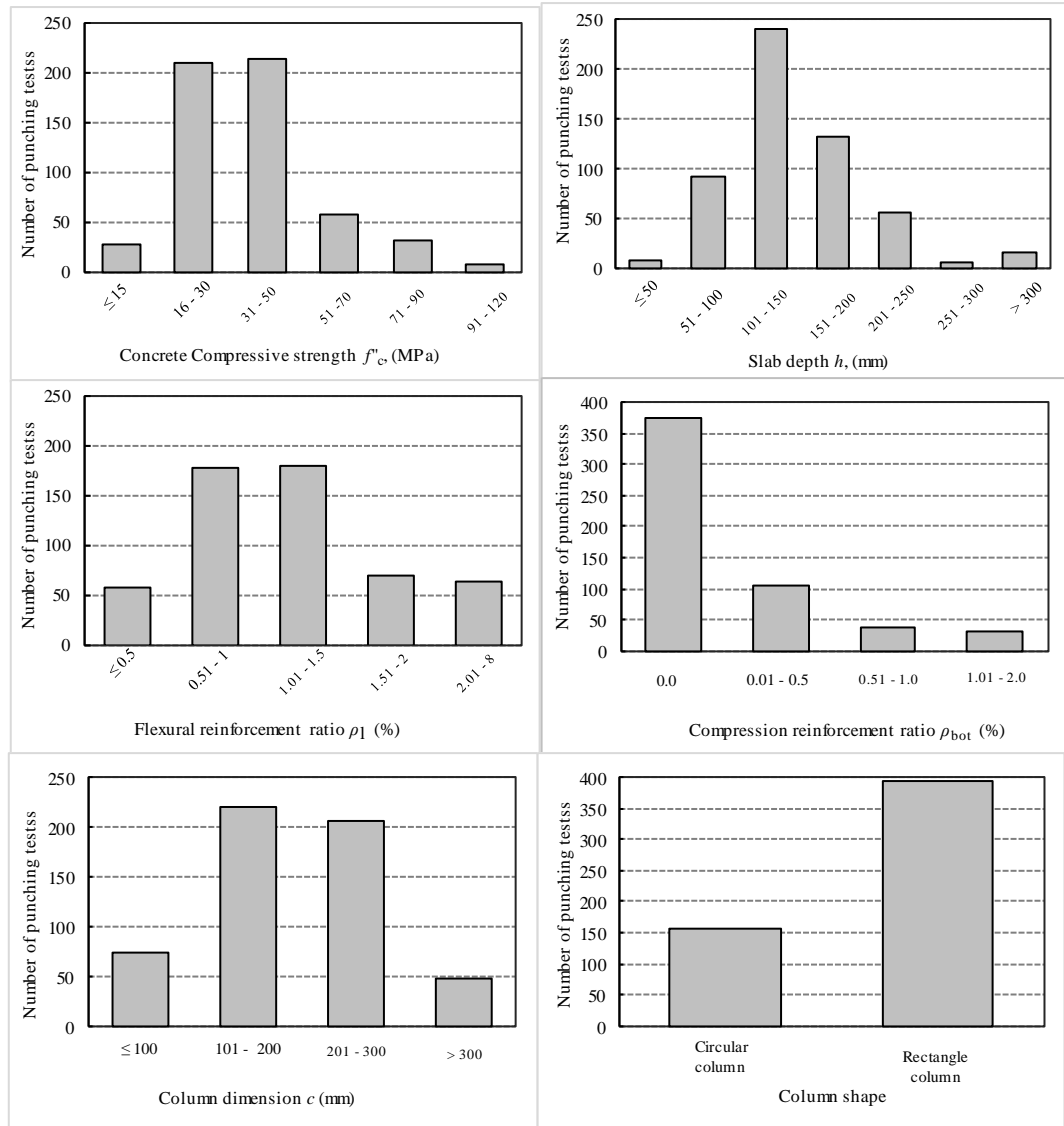 Number of punching testss
250
200
150
100
50
0
≤15
16 - 30
31 - 50
51 -70
71 - 90
91 - 120
Concrete Compressive strength f''c, (MPa)
Number of punching testss
250
200
150
100
50
0
≤50
51 - 100
101 - 150
151 - 200
201 - 250
251 - 300
> 300
Slab depth h, (mm)
Number of punching testss
250
200
150
100
50
0
≤0.5
0.51 - 1
1.01 - 1.5
1.51 - 2
2.01 - 8
Flexural reinforcement ratio ρ1 (%)
Number of punching testss
400
350
300
250
200
150
100
50
0
0.0
0.01 - 0.5
0.51 - 1.0
1.01 - 2.0
Compression reinforcement ratio ρbot (%)
Number of punching testss
250
200
150
100
50
0
≤100
101 - 200
201 - 300
> 300
Column dimension c (mm)
Number of punching testss
400
350
300
250
200
150
100
50
0
Circular
column
Rectangle
column
Column shape